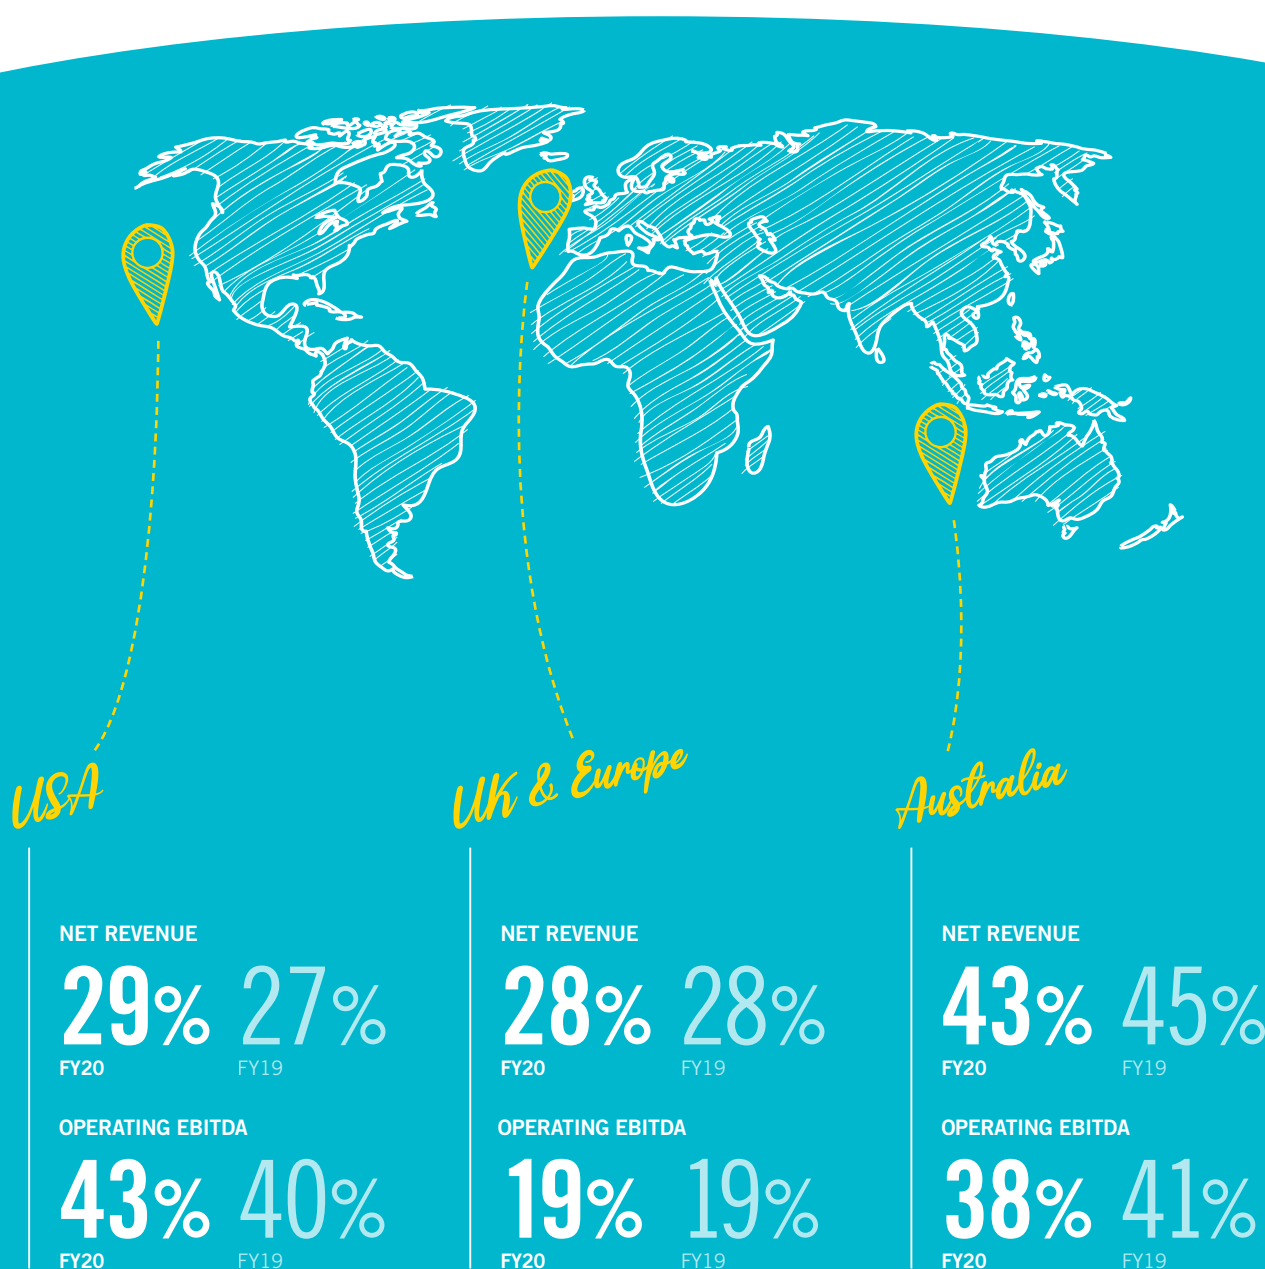 USA
UK & Europe
Australia
NET REVENUE
29% 27%
FY20 FY19
OPERATING EBITDA
43% 40%
FY20 FY19
NET REVENUE
28% 28%
FY20 FY19
OPERATING EBITDA
19% 19%
FY20 FY19
NET REVENUE
43% 45%
FY20 FY19
OPERATING EBITDA
38% 41%
FY20 FY19